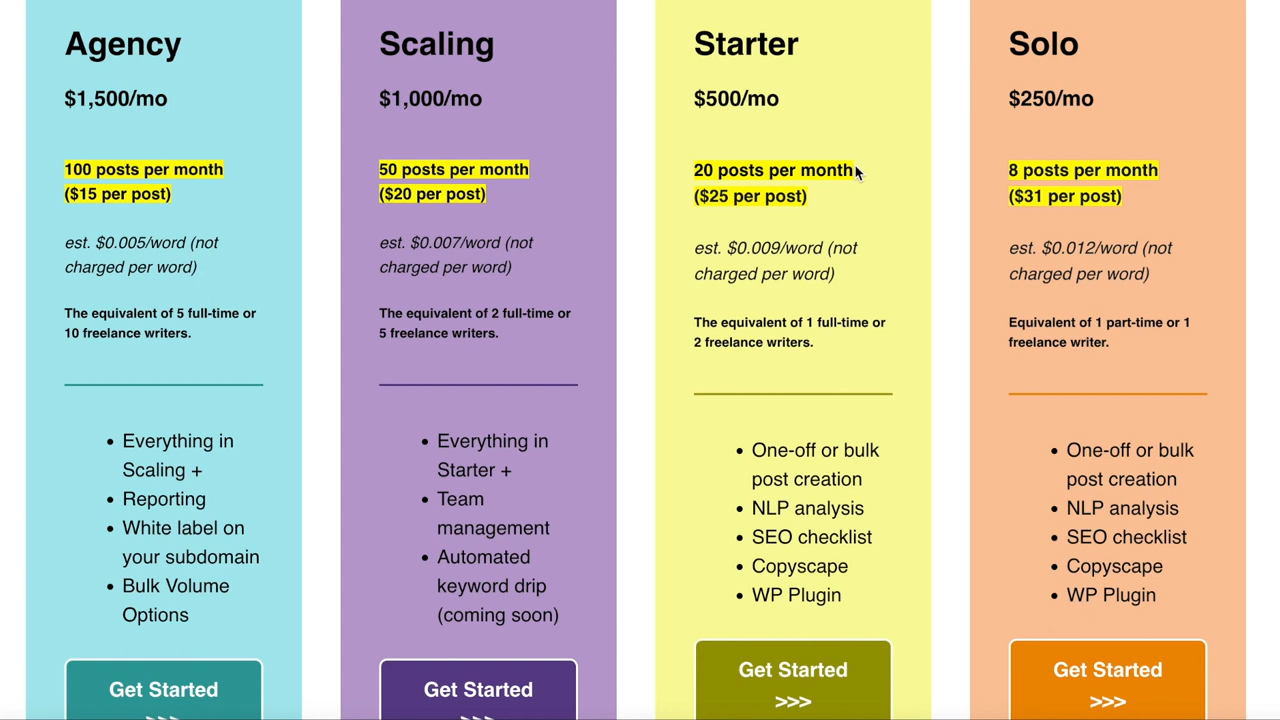 Agency
$1,500/mo
100 posts per month
($15 per post)
est. $0.005/word (not
charged per word)
The equivalent of 5 full-time or
10 freelance writers.
Everything in
Scaling +
Reporting
White label on
your subdomain
Bulk Volume
Options
Get Started
>>>
Scaling
$1,000/mo
50 posts per month
($20 per post)
est. $0.007/word (not
charged per word)
The equivalent of 2 full-time or
5 freelance writers.
Everything in
Starter +
Team
management
Automated
keyword drip
(coming soon)
Get Started
>>>
Starter
$500/mo
20 posts per month
($25 per post)
est. $0.009/word (not
charged per word)
The equivalent of 1 full-time or
2 freelance writers.
One-off or bulk
post creation
NLP analysis
SEO checklist
Copyscape
WP Plugin
Get Started
>>>
Solo
$250/mo
8 posts per month
($31 per post)
est. $0.012/word (not
charged per word)
Equivalent of 1 part-time or 1
freelance writer.
One-off or bulk
post creation
NLP analysis
SEO checklist
Copyscape
WP Plugin
Get Started
>>>